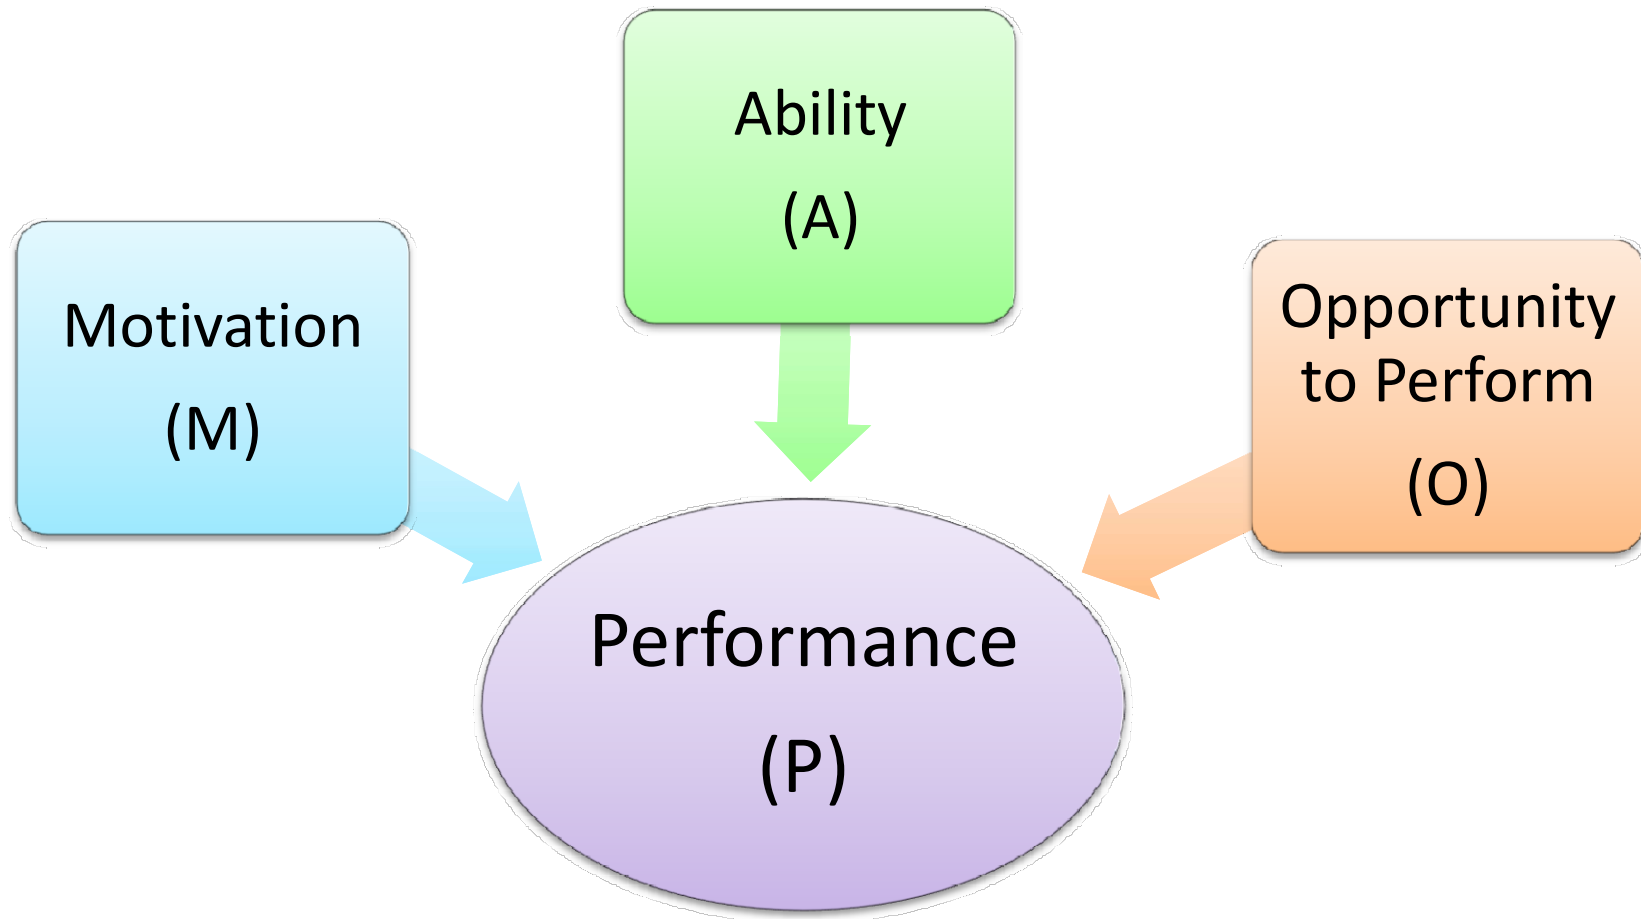 Ability
(A)
Motivation
(M)
Opportunity
to Perform
(O)
Performance
(P)